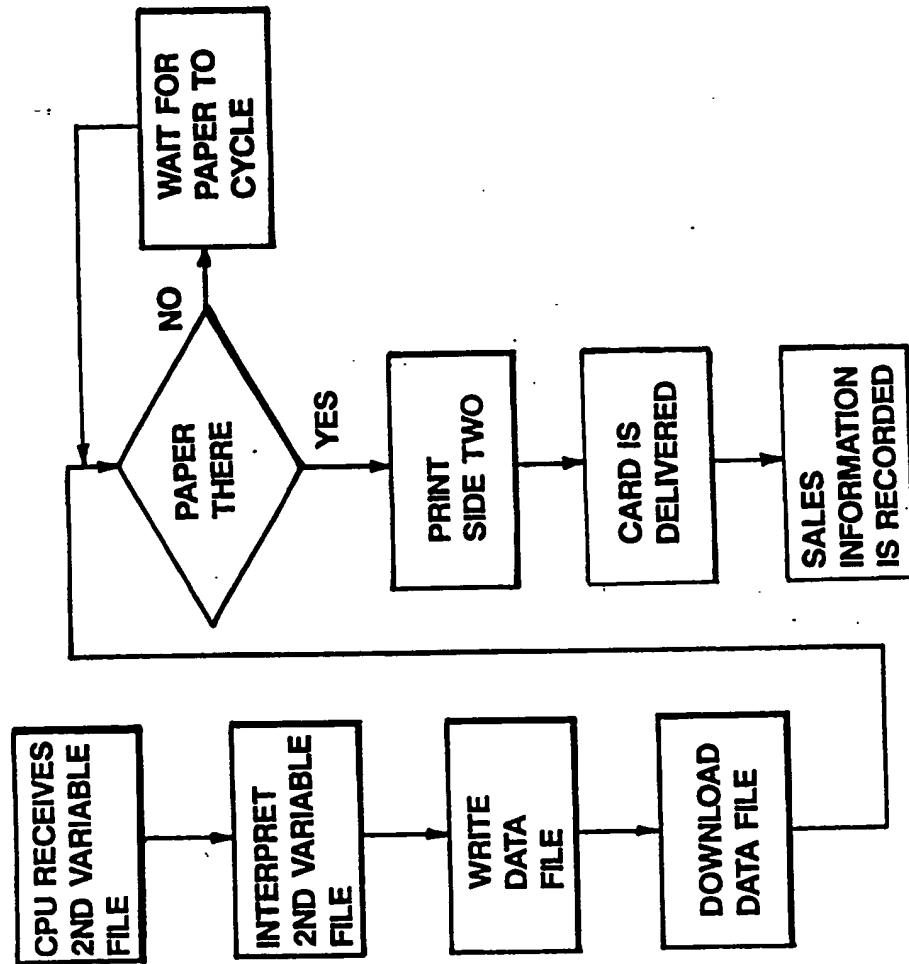 CPU RECEIVES
2ND VARIABLE
FILE
INTERPRET
2ND VARIABLE
FILE
WRITE
DATA
FILE
DOWNLOAD
DATA FILE
PAPER
THERE
NO
WAIT FOR
PAPER TO
CYCLE
YES
PRINT
SIDE TWO
CARD IS
DELIVERED
SALES
INFORMATION
IS RECORDED